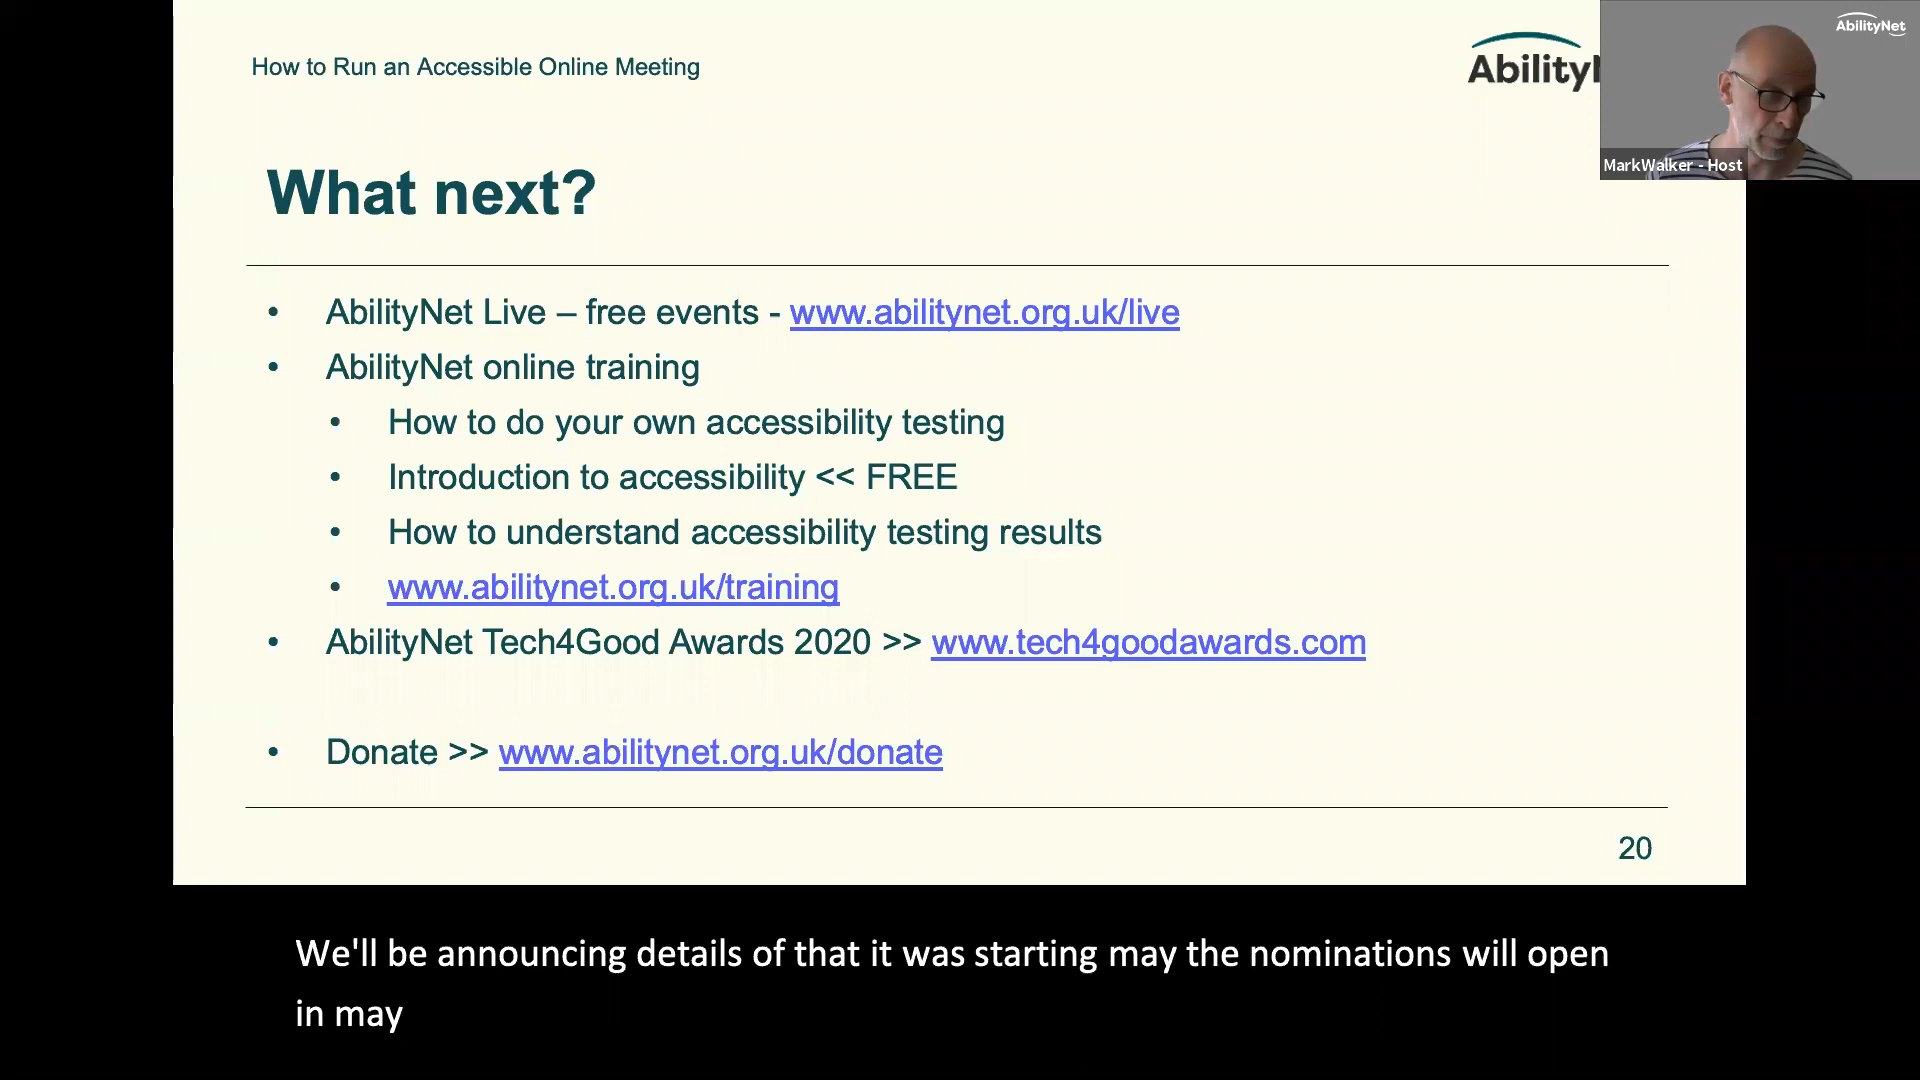 How to Run an Accessible Online Meeting
Ability
AbilityNet
MarkWalker - Host
What next?
• AbilityNet Live – free events - www.abilitynet.org.uk/live
• AbilityNet online training
• How to do your own accessibility testing
• Introduction to accessibility << FREE
• How to understand accessibility testing results
• www.abilitynet.org.uk/training
• AbilityNet Tech4Good Awards 2020 >> www.tech4goodawards.com
• Donate >> www.abilitynet.org.uk/donate
20
We'll be announcing details of that it was starting may the nominations will open
in may